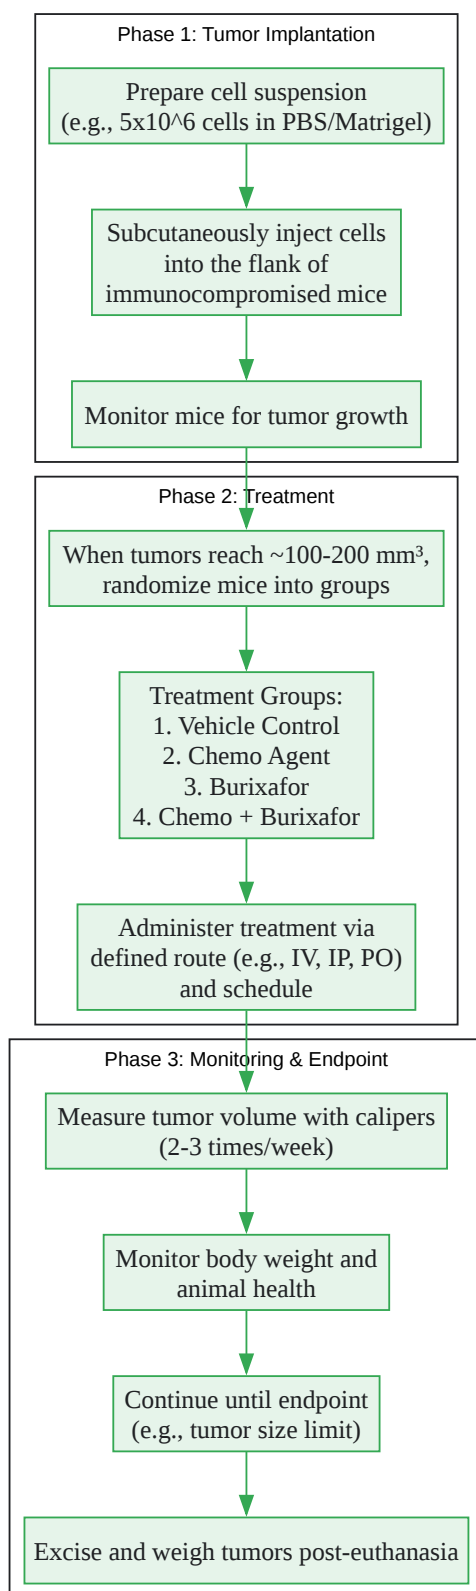 Phase 1: Tumor Implantation
Prepare cell suspension
(e.g., 5x10^6 cells in PBS/Matrigel)
Subcutaneously inject cells
into the flank of
immunocompromised mice
Monitor mice for tumor growth
Phase 2: Treatment
When tumors reach ~100-200 mm³,
randomize mice into groups
Treatment Groups:
1. Vehicle Control
2. Chemo Agent
3. Burixafor
4. Chemo + Burixafor
Administer treatment via
defined route (e.g., IV, IP, PO)
and schedule
Phase 3: Monitoring & Endpoint
Measure tumor volume with calipers
(2-3 times/week)
Monitor body weight and
animal health
Continue until endpoint
(e.g., tumor size limit)
Excise and weigh tumors post-euthanasia